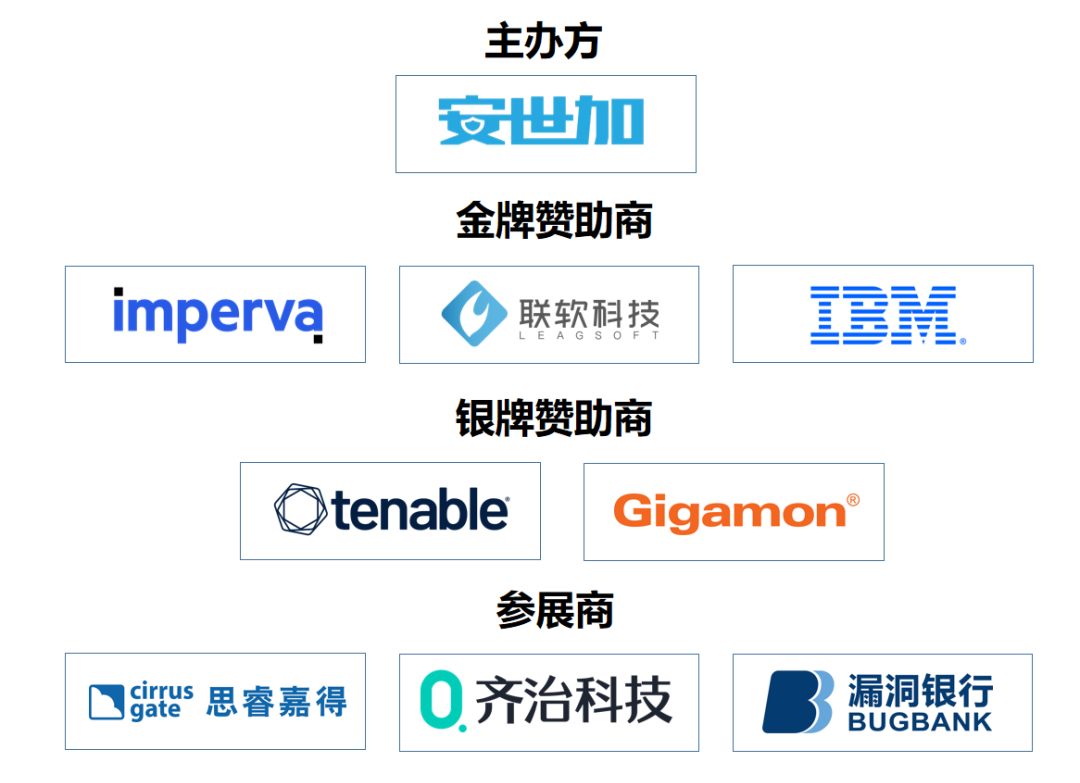 主办方
安世加
金牌赞助商
imperva
联软科技
LEAGSOFT
IBM®
银牌赞助商
tenable®
Gigamon®
参展商
cirrus
gate
思睿嘉得
齐治科技
漏洞银行
BUGBANK